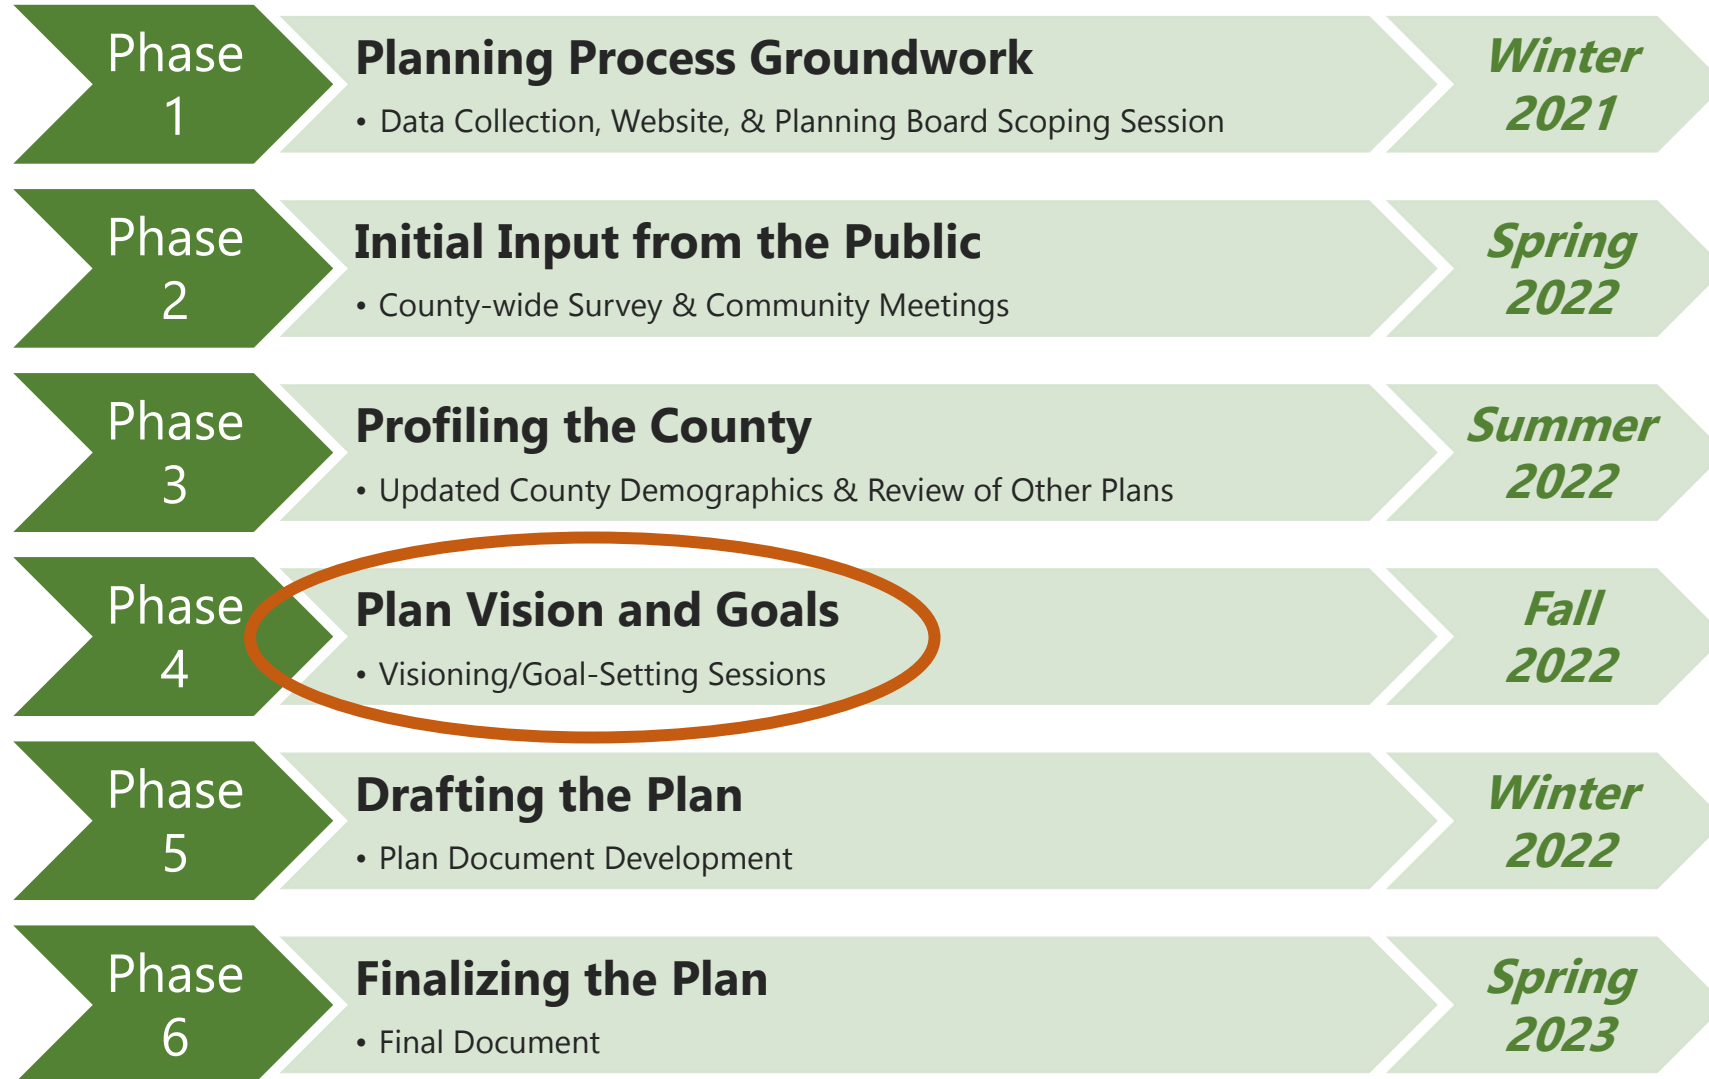 Phase
1
Planning Process Groundwork
• Data Collection, Website, & Planning Board Scoping Session
Winter
2021
Phase
2
Initial Input from the Public
• County-wide Survey & Community Meetings
Spring
2022
Phase
3
Profiling the County
• Updated County Demographics & Review of Other Plans
Summer
2022
Phase
4
Plan Vision and Goals
• Visioning/Goal-Setting Sessions
Fall
2022
Phase
5
Drafting the Plan
• Plan Document Development
Winter
2022
Phase
6
Finalizing the Plan
• Final Document
Spring
2023